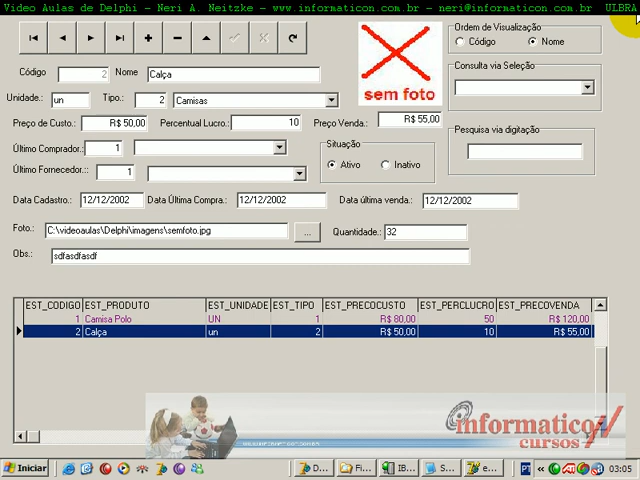 Video Aulas de Delphi - Neri A. Neitzke - www.informaticon.com.br - neri@informaticon.com.br  ULBRA
Ordem de Visualização
Código Nome
Consulta via Seleção
Pesquisa via digitação
sem foto
Código 2 Nome Calça
Unidade.: un Tipo.: 2 Camisas
Preço de Custo.: R$ 50,00 Percentual Lucro.: 10 Preço Venda.: R$ 55,00
Último Comprador.: 1
Situação
Ativo Inativo
Último Fornecedor.:: 1
Data Cadastro.: 12/12/2002 Data Última Compra.: 12/12/2002 Data última venda.: 12/12/2002
Foto.: C:\videoaulas\Delphi\imagens\semfoto.jpg ... Quantidade.: 32
Obs.: sdfasdfasdf
EST_CODIGO EST_PRODUTO EST_UNIDADE EST_TIPO EST_PRECOCUSTO EST_PERCLUCRO EST_PRECOVENDA
1 Camisa Polo UN 1 R$ 80,00 50 R$ 120,00
2 Calça un 2 R$ 50,00 10 R$ 55,00
informaticon
cursos
Iniciar D... Fi... IB... S... e... PT « 03:05